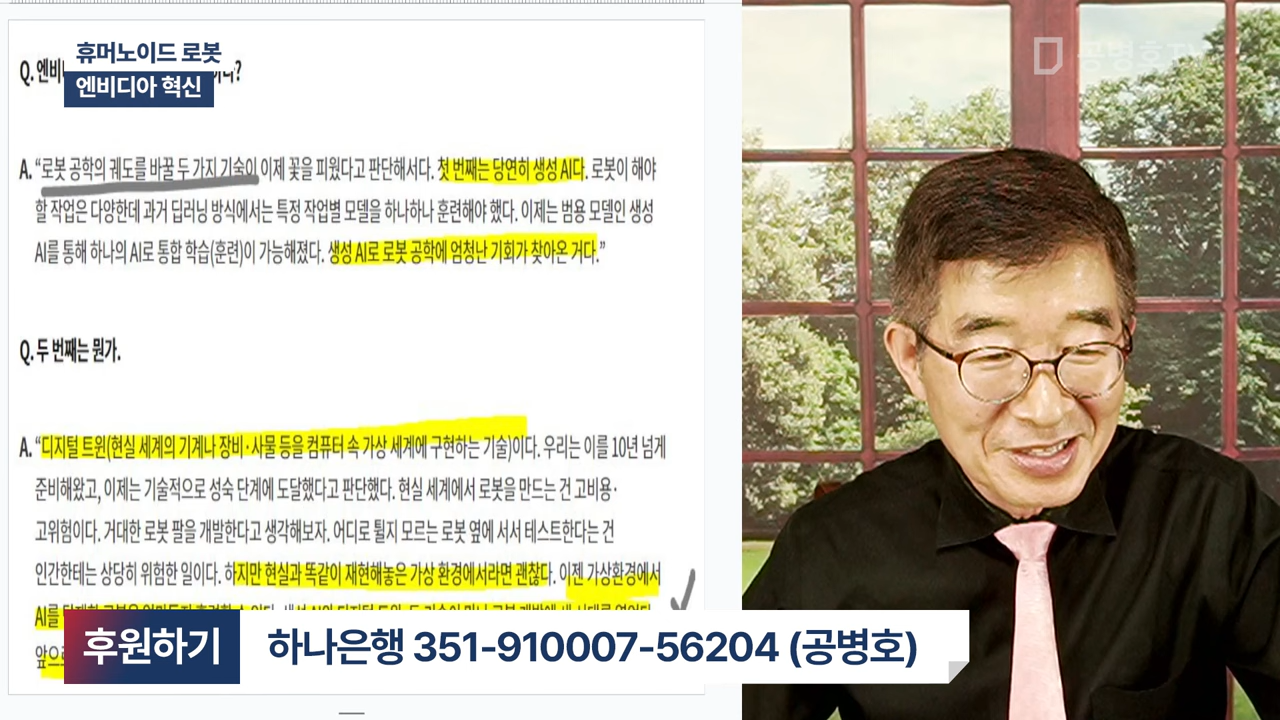 휴머노이드 로봇
엔비디아 혁신
Q. 엔비
공병호TV
A. “로봇 공학의 궤도를 바꿀 두 가지 기술이 이제 꽃을 피웠다고 판단해서다. 첫 번째는 당연히 생성 AI다. 로봇이 해야
할 작업은 다양한데 과거 딥러닝 방식에서는 특정 작업별 모델을 하나하나 훈련해야 했다. 이제는 범용 모델인 생성
AI를 통해 하나의 AI로 통합 학습(훈련)이 가능해졌다. 생성 AI로 로봇 공학에 엄청난 기회가 찾아온 거다.”
Q. 두 번째는 뭔가.
A. “디지털 트윈(현실 세계의 기계나 장비·사물 등을 컴퓨터 속 가상 세계에 구현하는 기술)이다. 우리는 이를 10년 넘게
준비해왔고, 이제는 기술적으로 성숙 단계에 도달했다고 판단했다. 현실 세계에서 로봇을 만드는 건 고비용·
고위험이다. 거대한 로봇 팔을 개발한다고 생각해보자. 어디로 튈지 모르는 로봇 옆에 서서 테스트한다는 건
인간한테는 상당히 위험한 일이다. 하지만 현실과 똑같이 재현해놓은 가상 환경에서라면 괜찮다. 이젠 가상환경에서
AI를
후원하기
하나은행 351-910007-56204 (공병호)